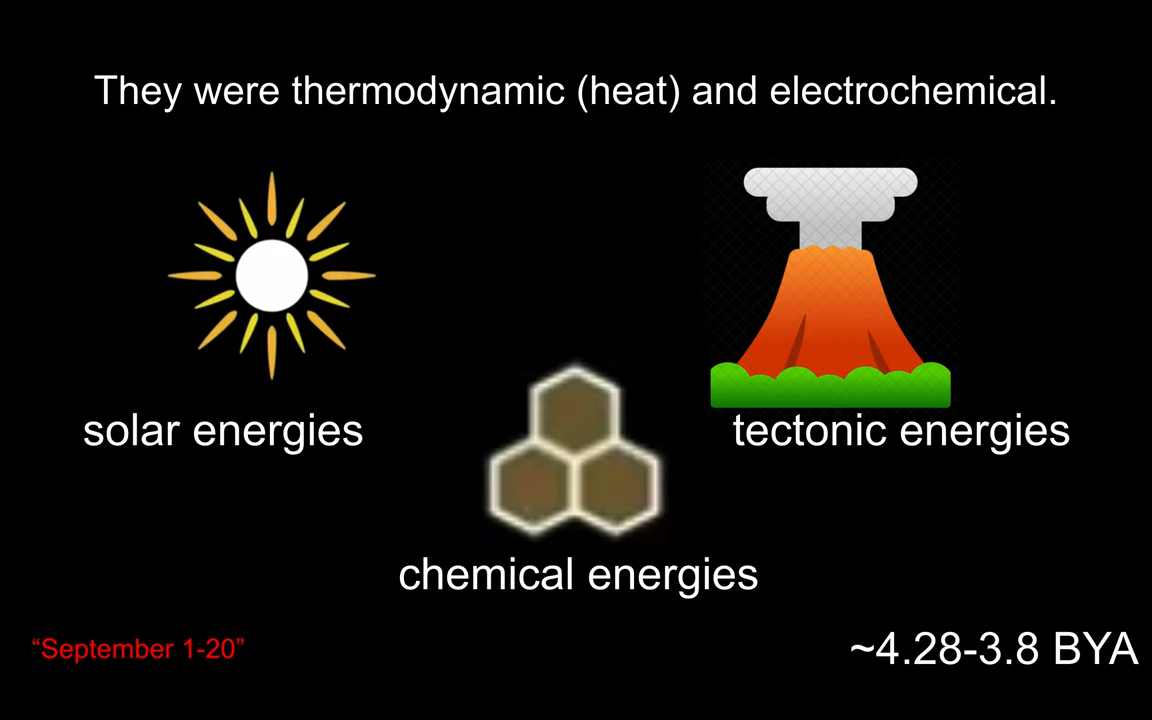 They were thermodynamic (heat) and electrochemical.
solar energies
tectonic energies
chemical energies
“September 1-20”
~4.28-3.8 BYA